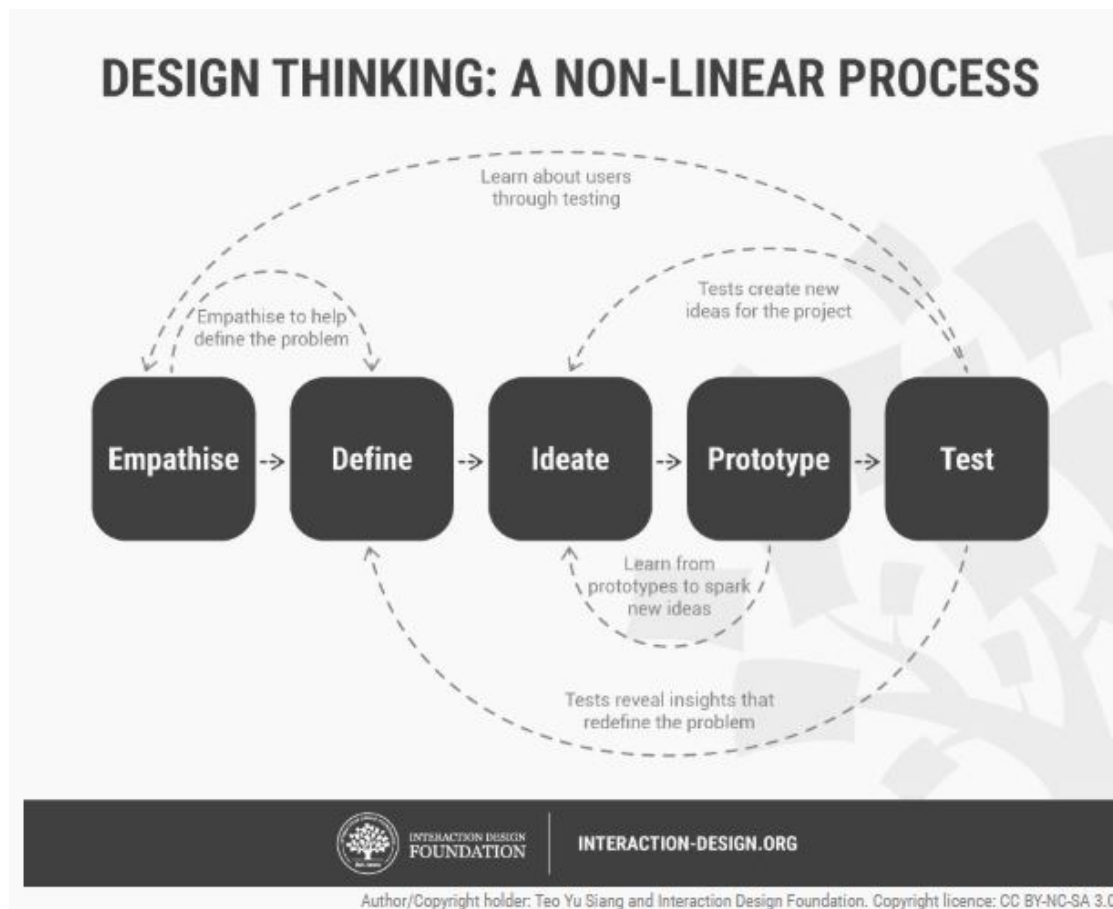 DESIGN THINKING: A NON-LINEAR PROCESS
Learn about users
through testing
Tests create new
ideas for the project
Empathise to help
define the problem
Empathise
Define
Ideate
Prototype
Test
Learn from
prototypes to spark
new ideas
Tests reveal insights that
redefine the problem
INTERACTION DESIGN
FOUNDATION
INTERACTION-DESIGN.ORG
Author/Copyright holder: Teo Yu Siang and Interaction Design Foundation. Copyright licence: CC BY-NC-SA 3.0